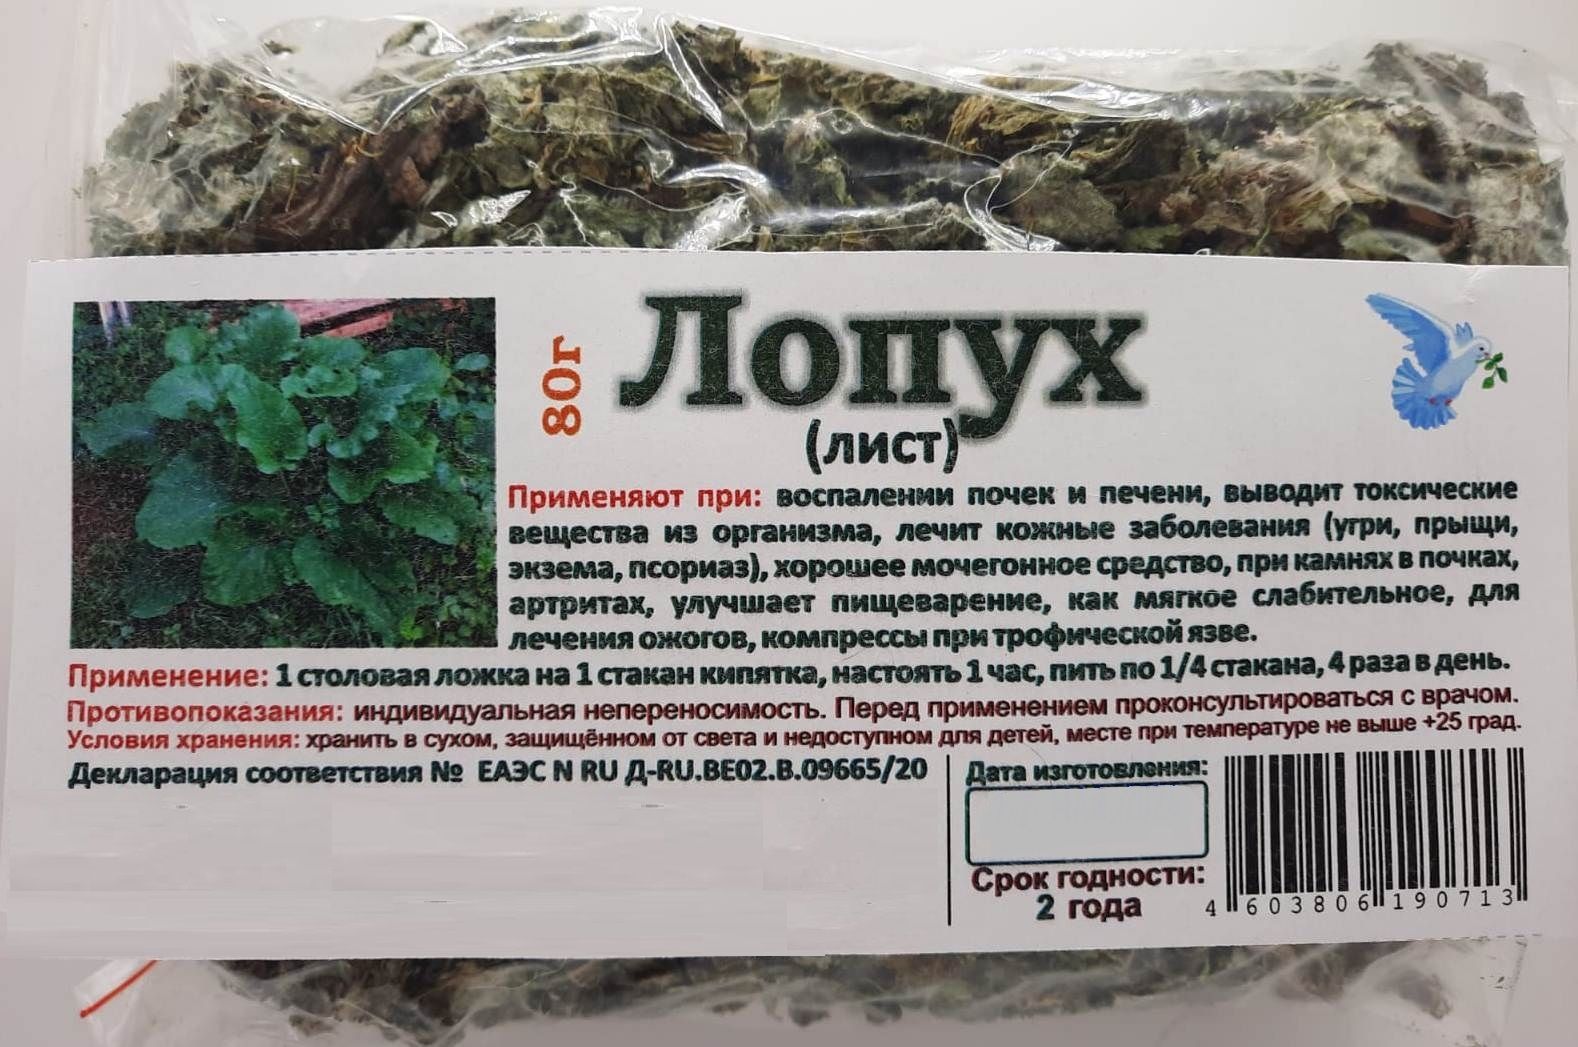 80г
Лопух
(лист)
Применяют при: воспалении почек и печени, выводит токсические
вещества из организма, лечит кожные заболевания (угри, прыщи,
экзема, псориаз), хорошее мочегонное средство, при камнях в почках,
артритах, улучшает пищеварение, как мягкое слабительное, для
лечения ожогов, компрессы при трофической язве.
Применение: 1 столовая ложка на 1 стакан кипятка, настоять 1 час, пить по 1/4 стакана, 4 раза в день.
Противопоказания: индивидуальная непереносимость. Перед применением проконсультироваться с врачом.
Условия хранения: хранить в сухом, защищённом от света и недоступном для детей, месте при температуре не выше +25 град.
Декларация соответствия № ЕАЭС N RU Д-RU.ВЕ02.В.09665/20
Дата изготовления:
Срок годности:
2 года
4 603806 190713